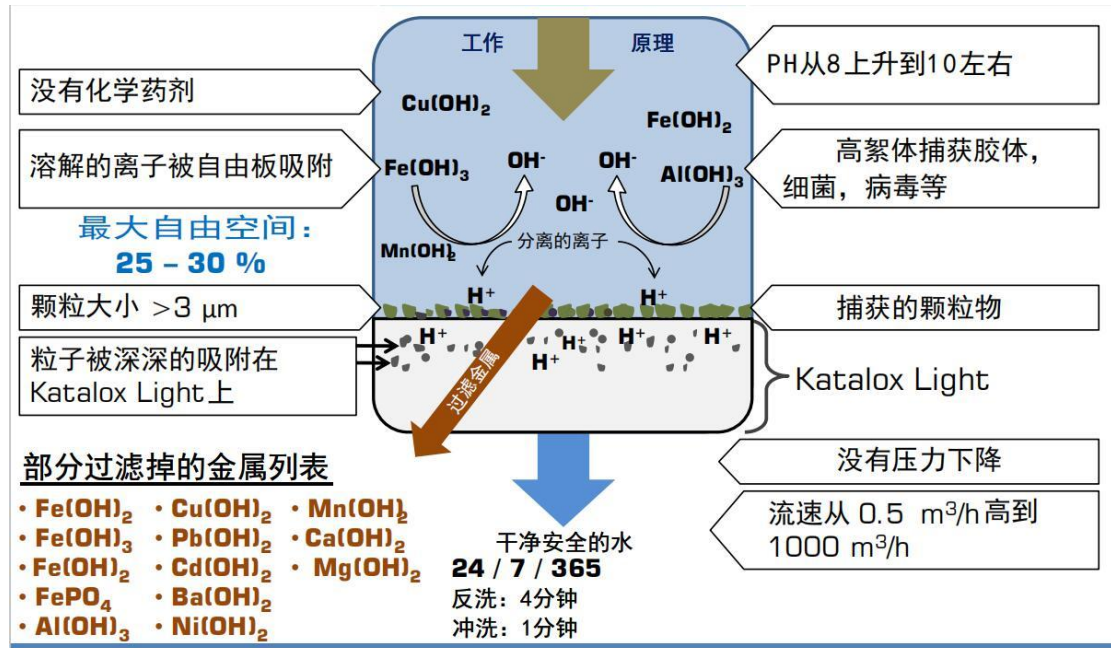 工作 原理
没有化学药剂
PH从8上升到10左右
Cu(OH)2
Fe(OH)2
溶解的离子被自由板吸附
Fe(OH)3
OH-
OH-
Al(OH)3
高絮体捕获胶体，
细菌，病毒等
OH-
最大自由空间：
25 – 30 %
Mn(OH)2
分离的离子
H+
H+
颗粒大小 >3 µm
捕获的颗粒物
H+
H+
H+
H+
H+
粒子被深深的吸附在
Katalox Light上
过滤金属
Katalox Light
部分过滤掉的金属列表
• Fe(OH)2 • Cu(OH)2 • Mn(OH)2
• Fe(OH)3 • Pb(OH)2 • Ca(OH)2
• Fe(OH)2 • Cd(OH)2 • Mg(OH)2
• FePO4 • Ba(OH)2
• Al(OH)3 • Ni(OH)2
没有压力下降
流速从 0.5 m³/h高到
1000 m³/h
干净安全的水
24 / 7 / 365
反洗：4分钟
冲洗：1分钟